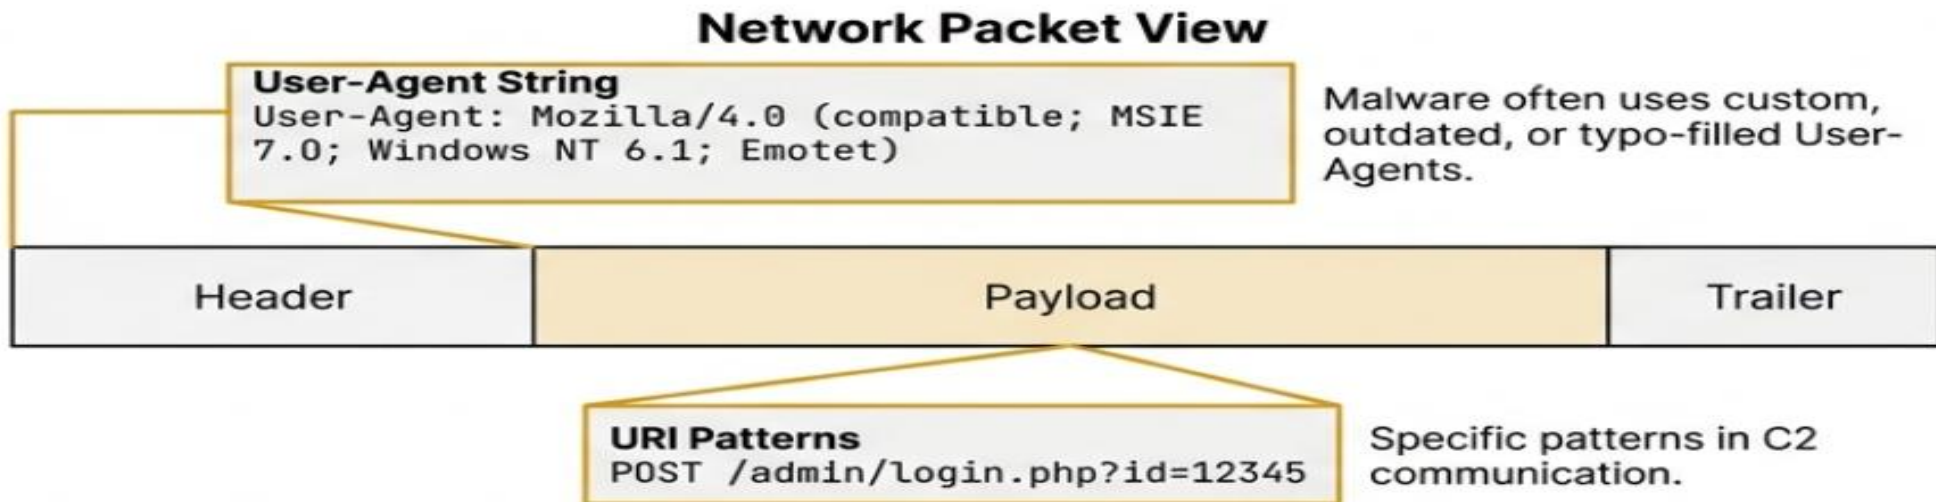 Network Packet View
User-Agent String
User-Agent: Mozilla/4.0 (compatible; MSIE
7.0; Windows NT 6.1; Emotet)
Malware often uses custom,
outdated, or typo-filled User-
Agents.
Header
Payload
Trailer
URI Patterns
POST /admin/login.php?id=12345
Specific patterns in C2
communication.